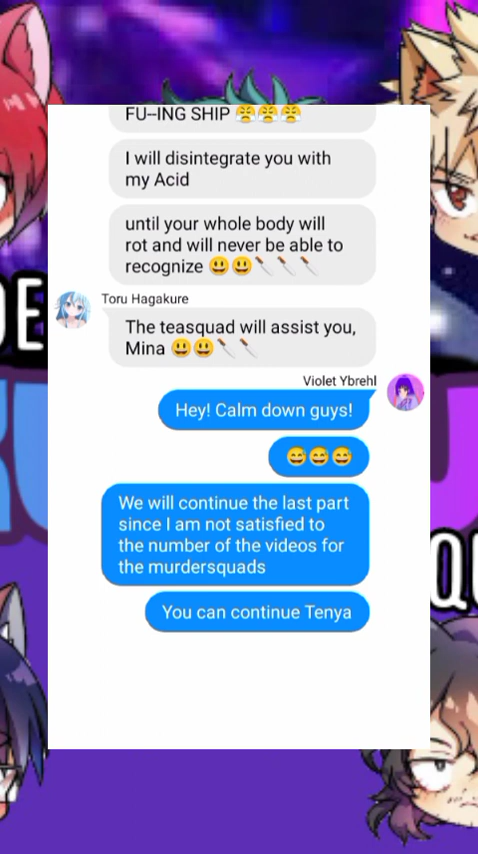 FU--ING SHIP 😤😤😤
I will disintegrate you with
my Acid
until your whole body will
rot and will never be able to
recognize 😃😃🔪🔪🔪
Toru Hagakure
The teasquad will assist you,
Mina 😃😃🔪🔪
Violet Ybrehl
Hey! Calm down guys!
😅😅😅
We will continue the last part
since I am not satisfied to
the number of the videos for
the murdersquads
You can continue Tenya